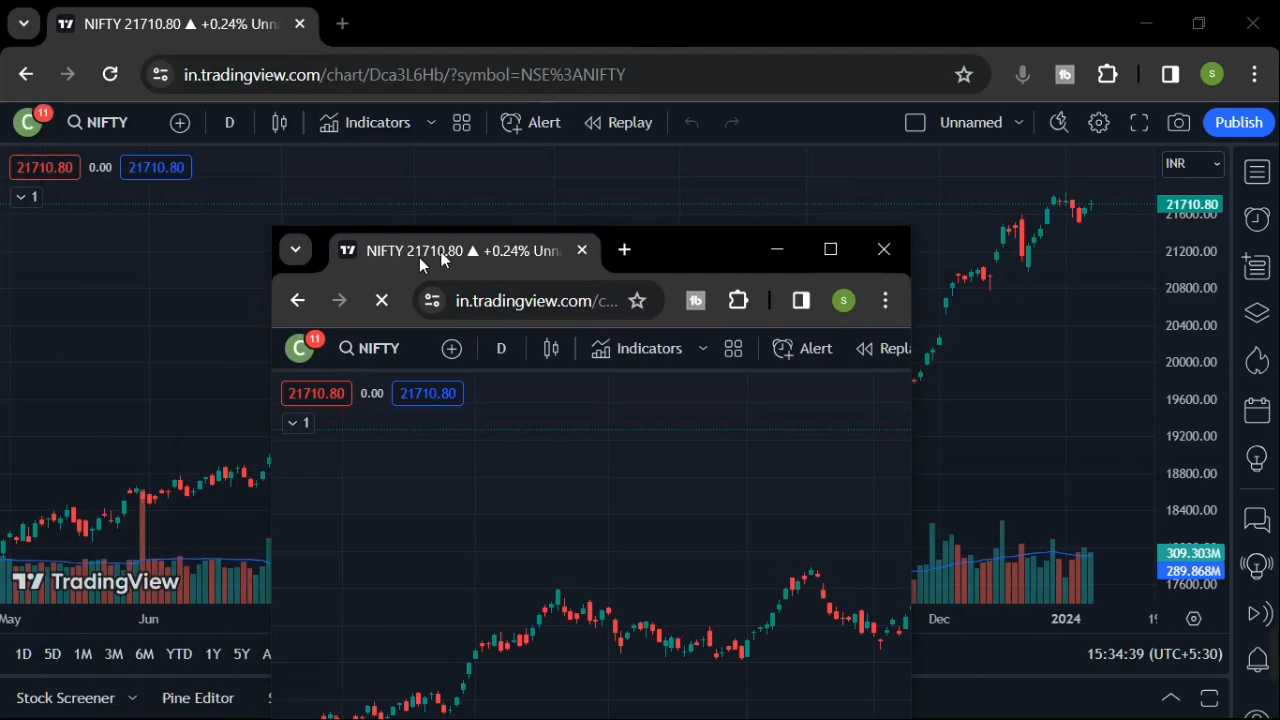 NIFTY 21710.80 ▲ +0.24% Unn
in.tradingview.com/chart/Dca3L6Hb/?symbol=NSE%3ANIFTY
S
C 11 NIFTY D Indicators Alert Replay Unnamed Publish
21710.80 0.00 21710.80 INR
1
21710.80
21600.00
21200.00
20800.00
20400.00
20000.00
19600.00
19200.00
18800.00
18400.00
309.303M
289.868M
17600.00
NIFTY 21710.80 ▲ +0.24% Unn
in.tradingview.com/c...
S
C 11 NIFTY D Indicators Alert Repla
21710.80 0.00 21710.80
1
TradingView
May Jun Dec 2024
1D 5D 1M 3M 6M YTD 1Y 5Y A 15:34:39 (UTC+5:30)
Stock Screener Pine Editor